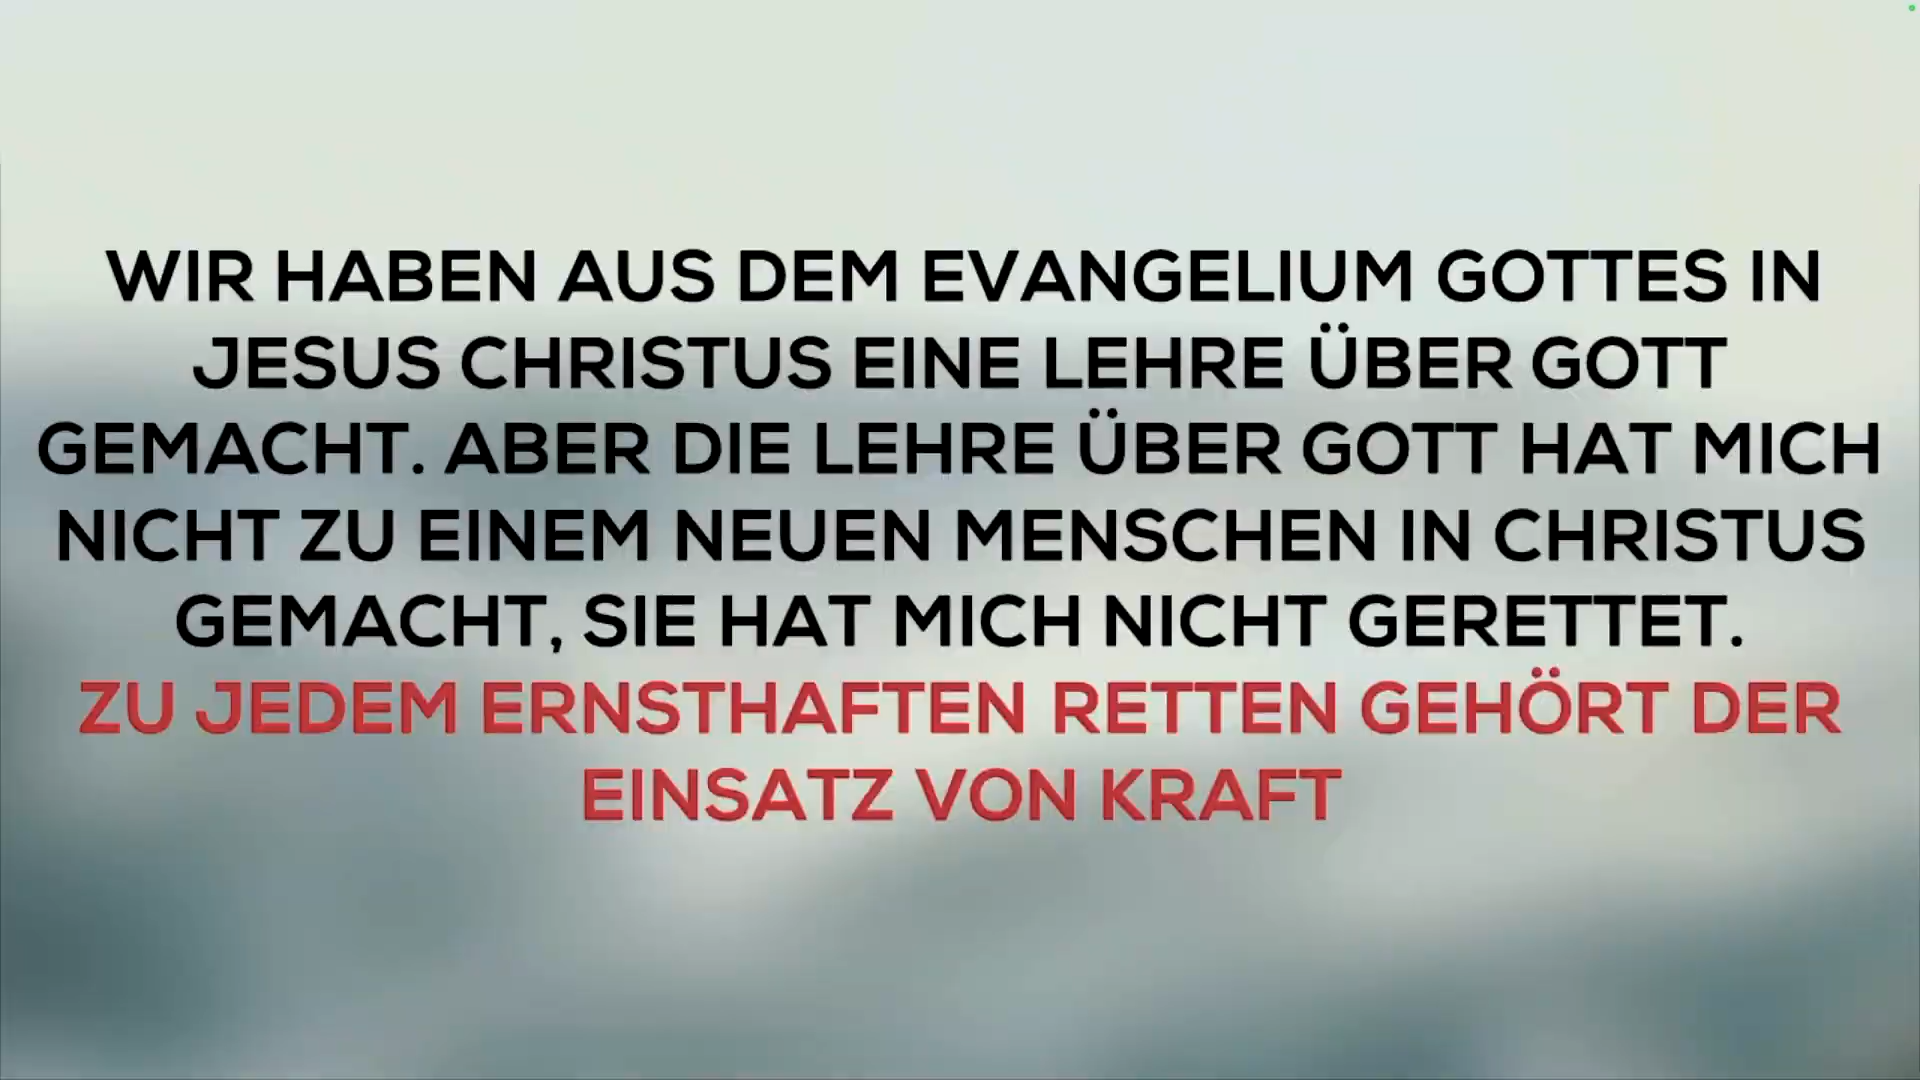 WIR HABEN AUS DEM EVANGELIUM GOTTES IN
JESUS CHRISTUS EINE LEHRE ÜBER GOTT
GEMACHT. ABER DIE LEHRE ÜBER GOTT HAT MICH
NICHT ZU EINEM NEUEN MENSCHEN IN CHRISTUS
GEMACHT, SIE HAT MICH NICHT GERETTET.
ZU JEDEM ERNSTHAFTEN RETTEN GEHÖRT DER
EINSATZ VON KRAFT